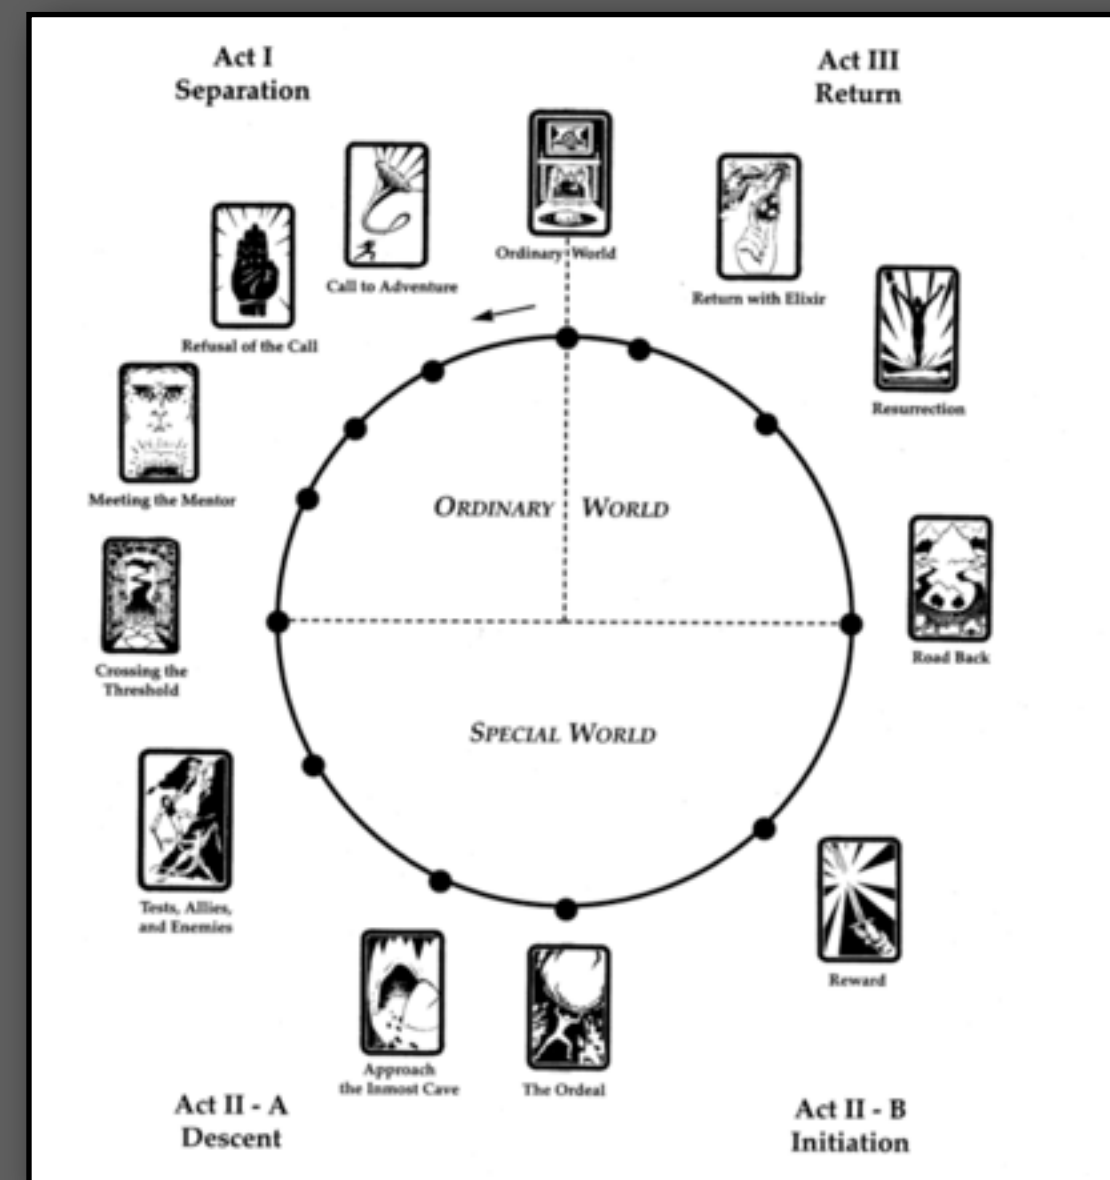 Act I
Separation
Act III
Return
Ordinary World
Call to Adventure
Return with Elixir
Refusal of the Call
Resurrection
Meeting the Mentor
ORDINARY WORLD
Crossing the
Threshold
Road Back
SPECIAL WORLD
Tests, Allies,
and Enemies
Reward
Approach
the Inmost Cave
The Ordeal
Act II - A
Descent
Act II - B
Initiation